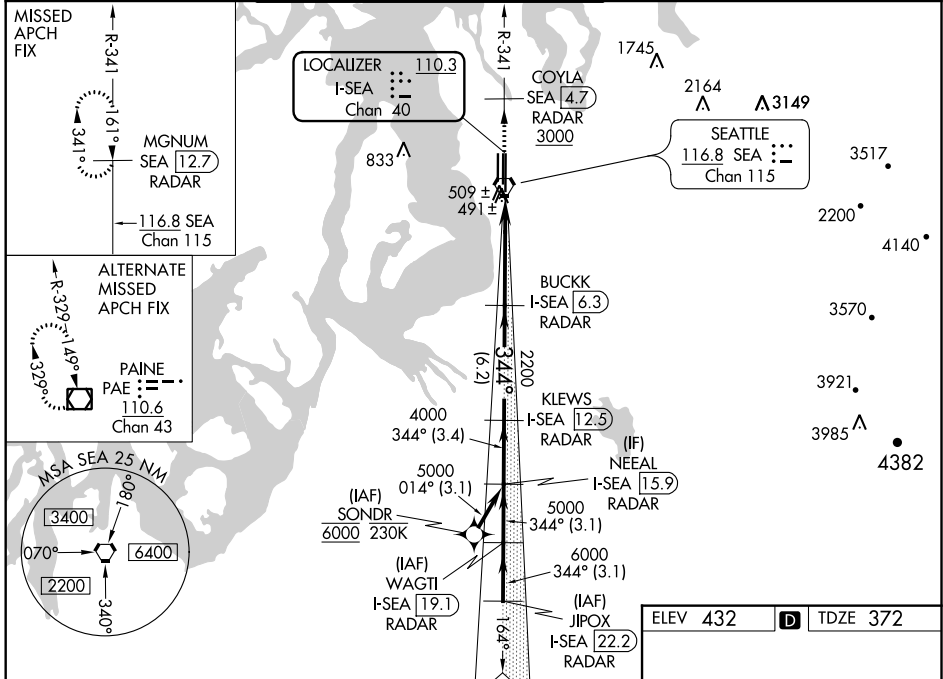 MISSED
APCH
FIX
R-341
161°
341°
MGNUM
SEA 12.7
RADAR
116.8 SEA
Chan 115
ALTERNATE
MISSED
APCH FIX
R-329
149°
329°
PAINE
PAE
110.6
Chan 43
MSA SEA 25 NM
180°
3400
070°
6400
2200
340°
LOCALIZER 110.3
I-SEA
Chan 40
R-341
COYLA
SEA 4.7
RADAR
3000
1745
2164
3149
SEATTLE
116.8 SEA
Chan 115
833
509 ±
491 ±
3517
2200
4140
3570
3921
3985
4382
BUCKK
I-SEA 6.3
RADAR
2200
344°
(6.2)
KLEWS
I-SEA 12.5
RADAR
4000
344° (3.4)
(IF)
NEEAL
I-SEA 15.9
RADAR
5000
014° (3.1)
(IAF)
SONDR
6000 230K
5000
344° (3.1)
(IAF)
WAGTI
I-SEA 19.1
RADAR
6000
344° (3.1)
(IAF)
JIPOX
I-SEA 22.2
RADAR
164°
ELEV 432 D TDZE 372